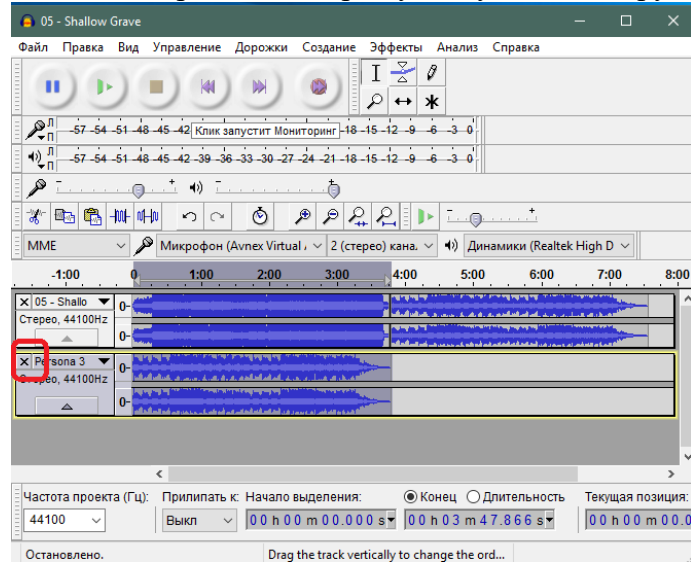 05 - Shallow Grave
Файл Правка Вид Управление Дорожки Создание Эффекты Анализ Справка
Л П -57 -54 -51 -48 -45 -42 Клик запустит Мониторинг -18 -15 -12 -9 -6 -3 0
Л П -57 -54 -51 -48 -45 -42 -39 -36 -33 -30 -27 -24 -21 -18 -15 -12 -9 -6 -3 0
MME Микрофон (Avnex Virtual 2 (стерео) кана. Динамики (Realtek High D
-1:00 0 1:00 2:00 3:00 4:00 5:00 6:00 7:00 8:00
05 - Shallo 0-
Стерео, 44100Hz
0-
Persona 3 0-
Стерео, 44100Hz
0-
Частота проекта (Гц): Прилипать к: Начало выделения: Конец Длительность Текущая позиция:
44100 Выкл 00 h 00 m 00.000 s 00 h 03 m 47.866 s 00 h 00 m 00.0
Остановлено. Drag the track vertically to change the ord...